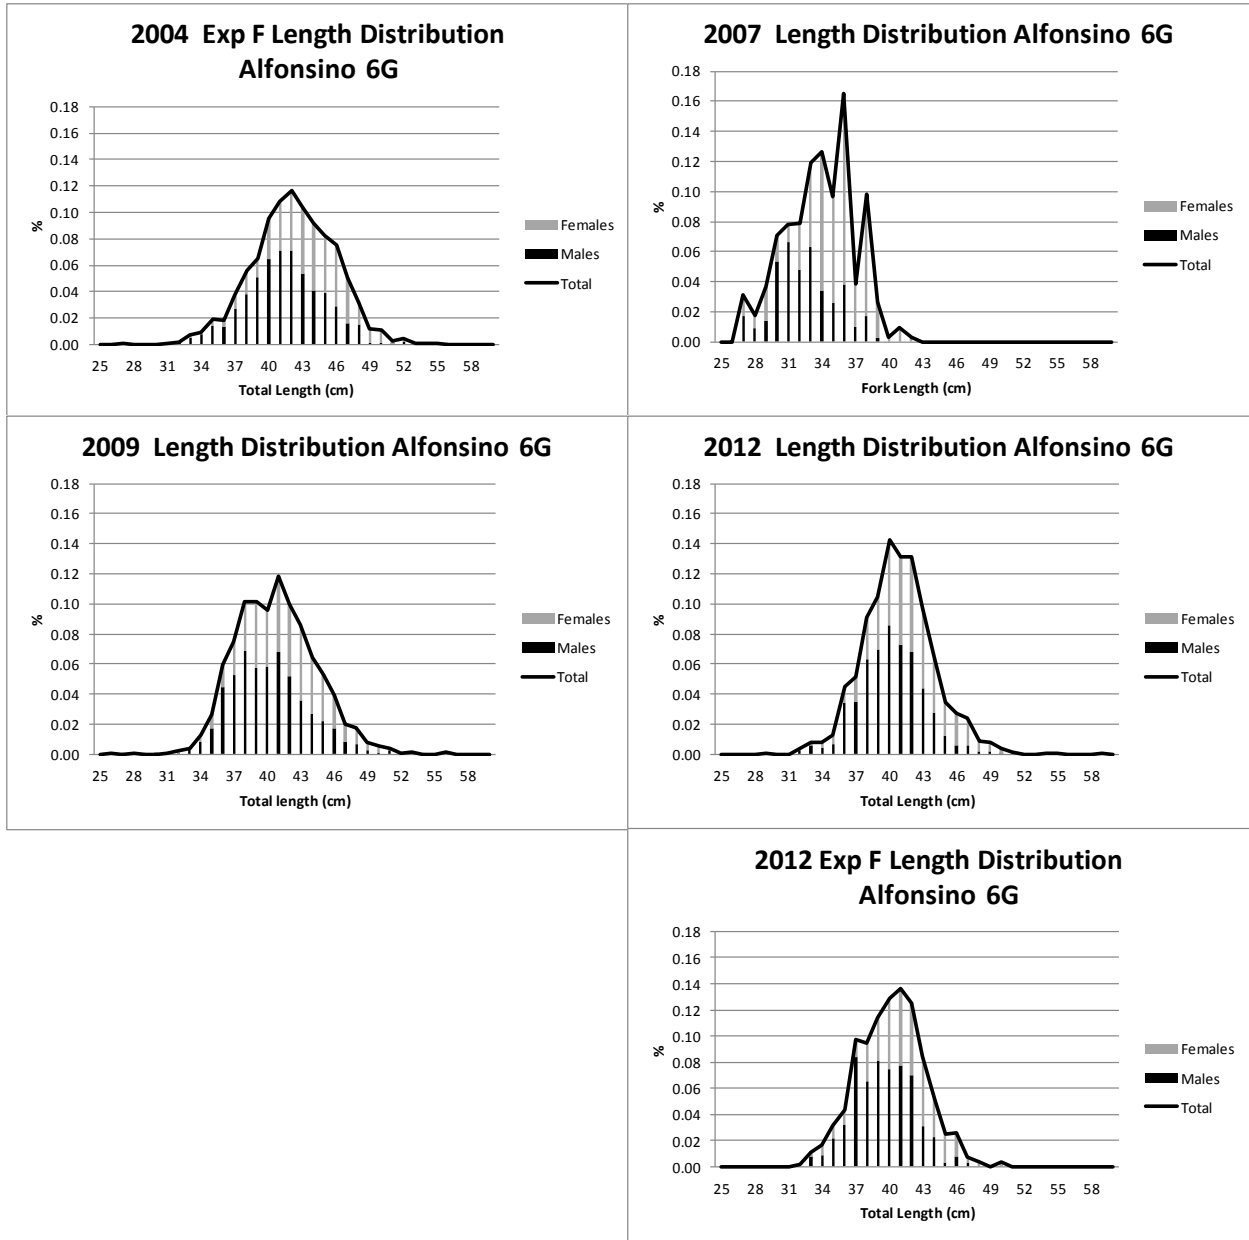 2004 Exp F Length Distribution
Alfonsino 6G
0.18
0.16
0.14
0.12
0.10
0.08
0.06
0.04
0.02
0.00
%
25 28 31 34 37 40 43 46 49 52 55 58
Total Length (cm)
Females
Males
Total
2007 Length Distribution Alfonsino 6G
0.18
0.16
0.14
0.12
0.10
0.08
0.06
0.04
0.02
0.00
%
25 28 31 34 37 40 43 46 49 52 55 58
Fork Length (cm)
Females
Males
Total
2009 Length Distribution Alfonsino 6G
0.18
0.16
0.14
0.12
0.10
0.08
0.06
0.04
0.02
0.00
%
25 28 31 34 37 40 43 46 49 52 55 58
Total length (cm)
Females
Males
Total
2012 Length Distribution Alfonsino 6G
0.18
0.16
0.14
0.12
0.10
0.08
0.06
0.04
0.02
0.00
%
25 28 31 34 37 40 43 46 49 52 55 58
Total Length (cm)
Females
Males
Total
2012 Exp F Length Distribution
Alfonsino 6G
0.18
0.16
0.14
0.12
0.10
0.08
0.06
0.04
0.02
0.00
%
25 28 31 34 37 40 43 46 49 52 55 58
Total Length (cm)
Females
Males
Total